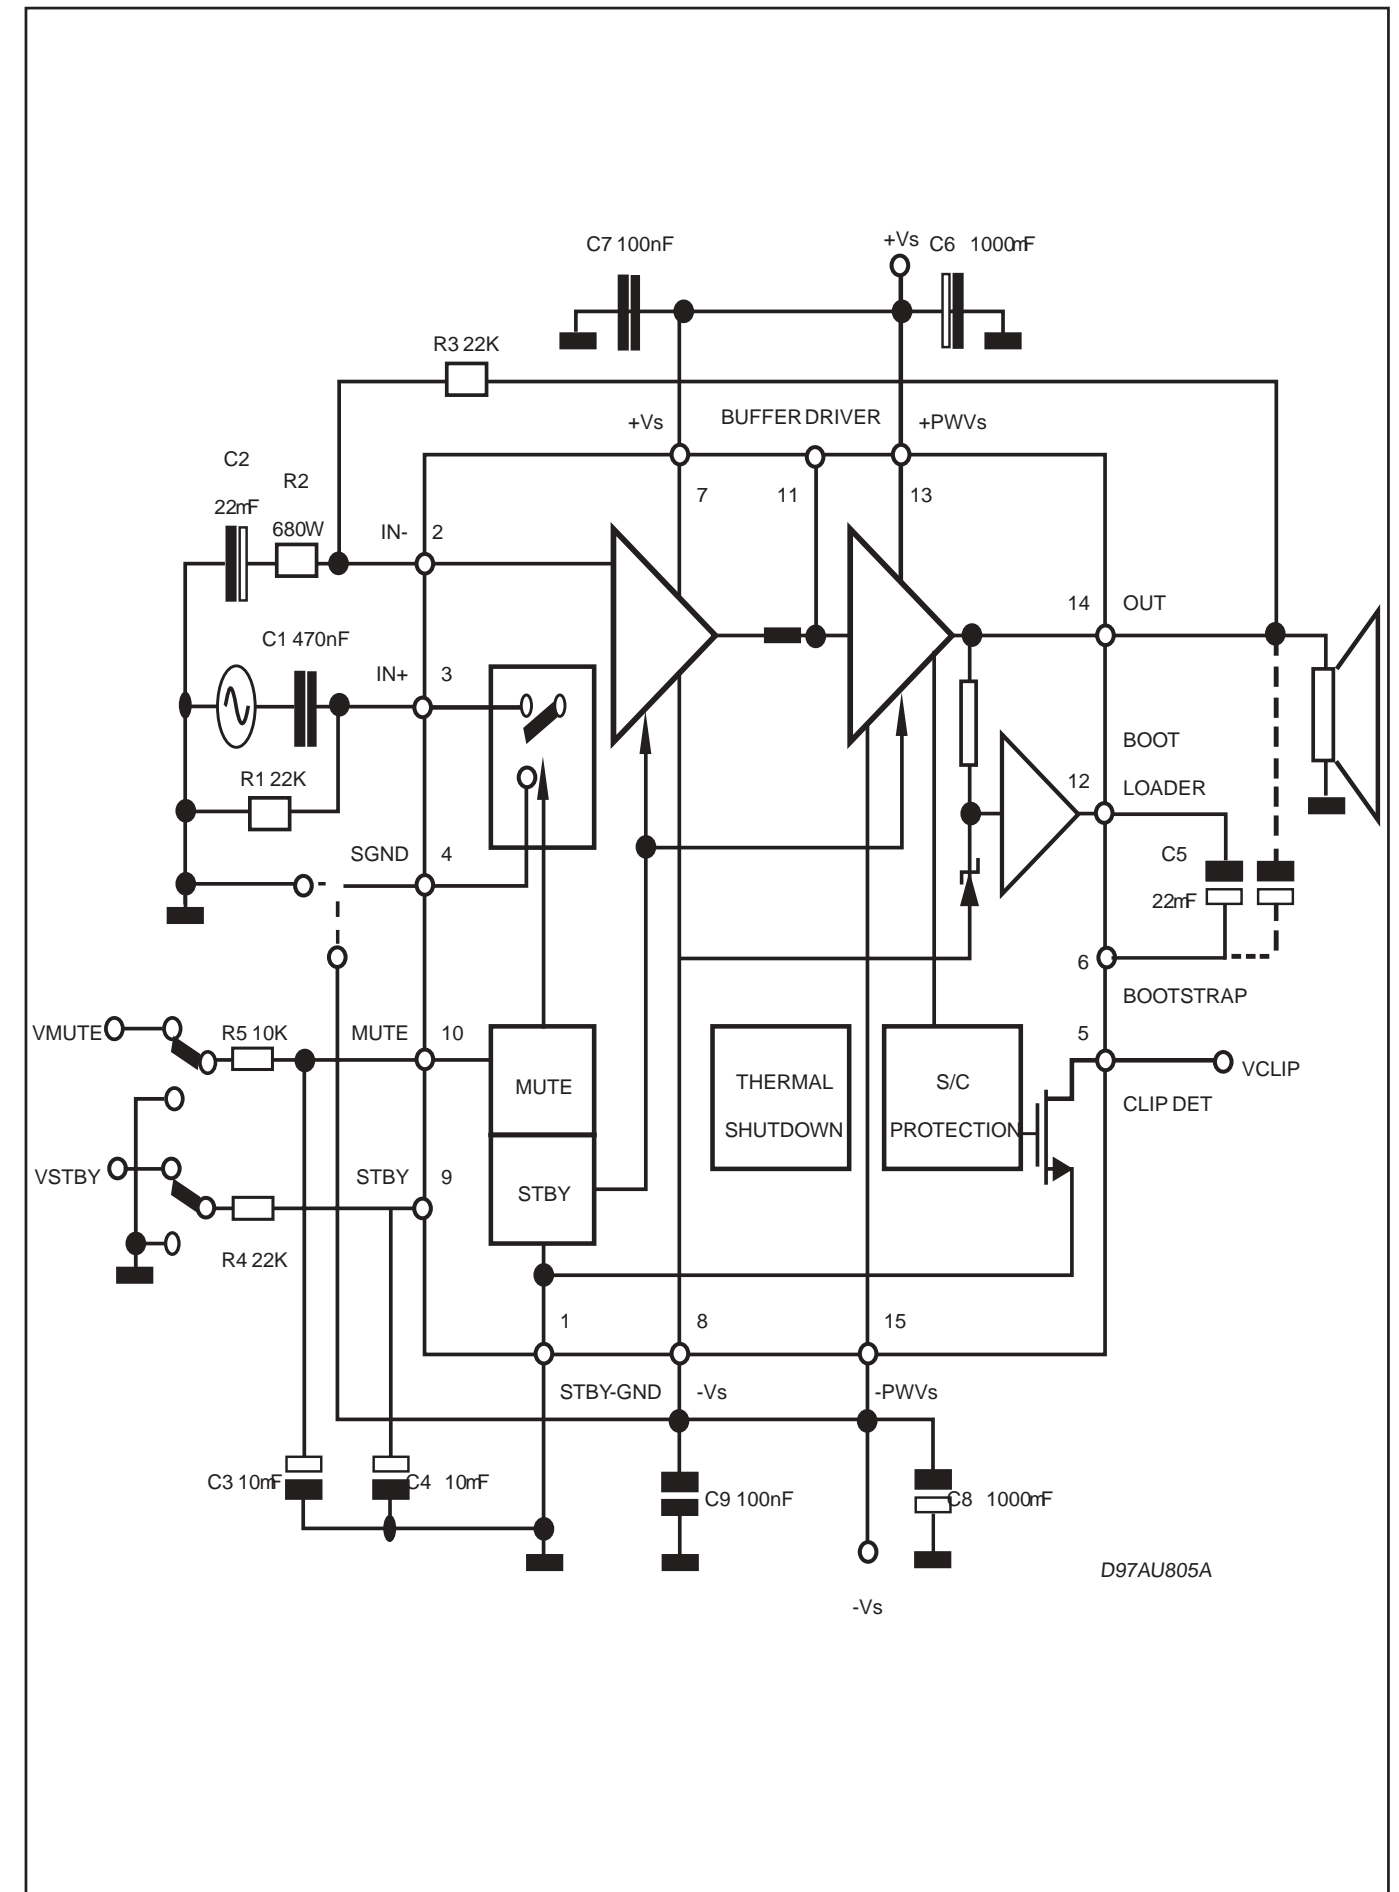 C7 100nF
+Vs
C6 1000mF
R3 22K
+Vs
BUFFER DRIVER
+PWVs
C2
22mF
R2
680W
IN-
2
7
11
13
C1 470nF
IN+
3
14
OUT
R1 22K
BOOT
LOADER
12
SGND
4
C5
22mF
6
BOOTSTRAP
VMUTE
R5 10K
MUTE
10
MUTE
THERMAL
SHUTDOWN
S/C
PROTECTION
5
VCLIP
CLIP DET
VSTBY
STBY
9
STBY
R4 22K
1
8
15
STBY-GND
-Vs
-PWVs
C3 10mF
C4 10mF
C9 100nF
C8 1000mF
-Vs
D97AU805A